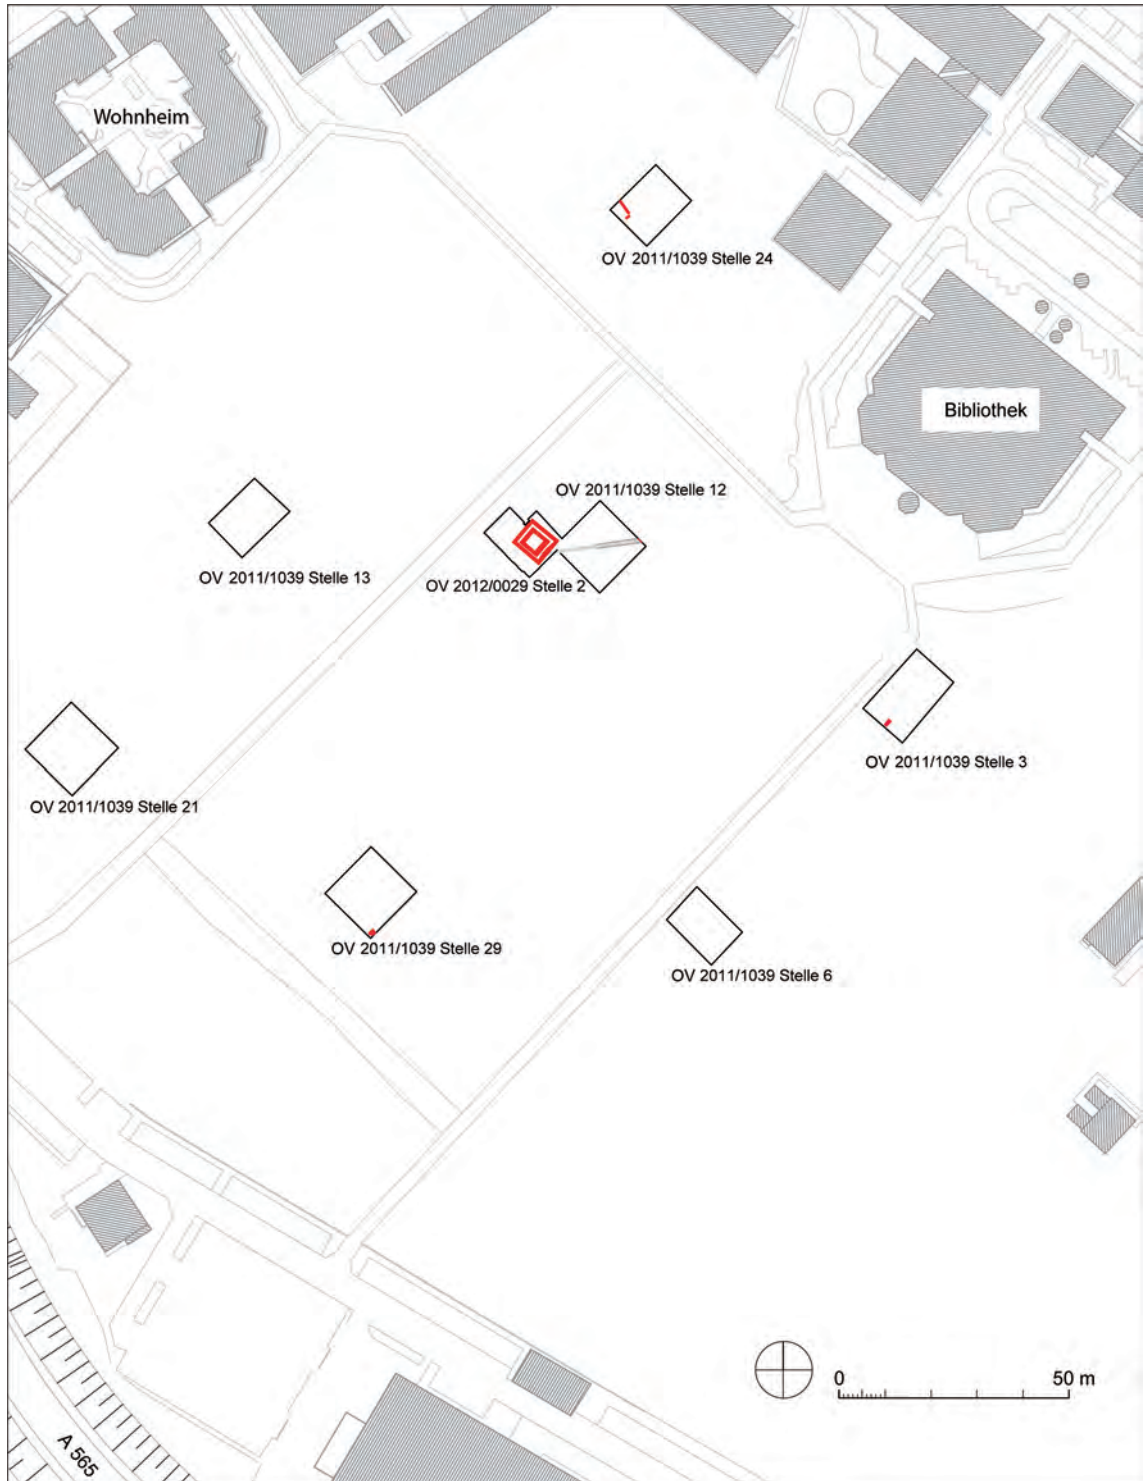 Wohnheim
OV 2011/1039 Stelle 24
Bibliothek
OV 2011/1039 Stelle 12
OV 2011/1039 Stelle 13
OV 2012/0029 Stelle 2
OV 2011/1039 Stelle 3
OV 2011/1039 Stelle 21
OV 2011/1039 Stelle 29
OV 2011/1039 Stelle 6
0 50 m
A 565